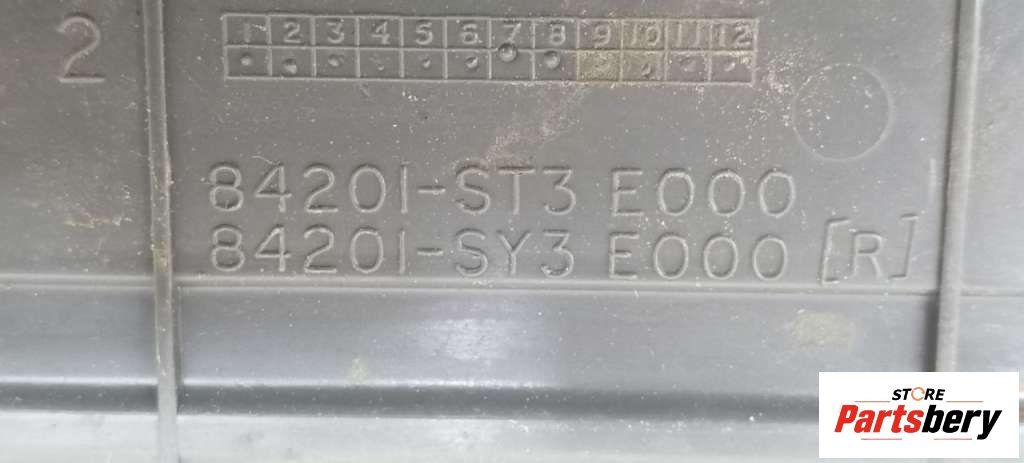 2
1 2 3 4 5 6 7 8 9 10 11 12
84201-ST3 E000
84201-SY3 E000 [R]
STORE
Partsbery